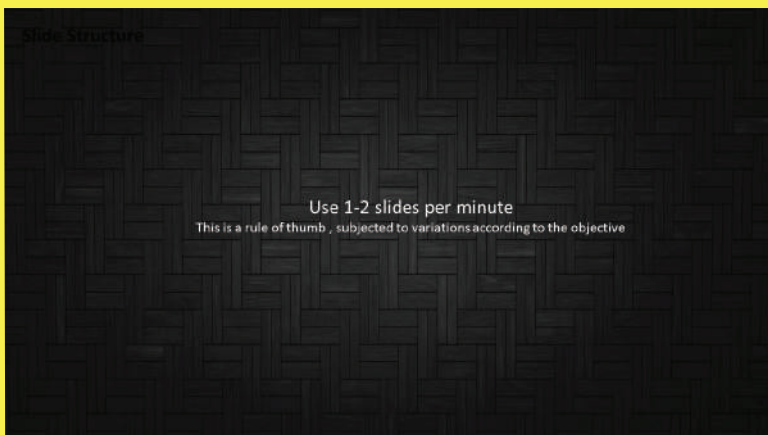 Slide Structure
Use 1-2 slides per minute
This is a rule of thumb , subjected to variations according to the objective